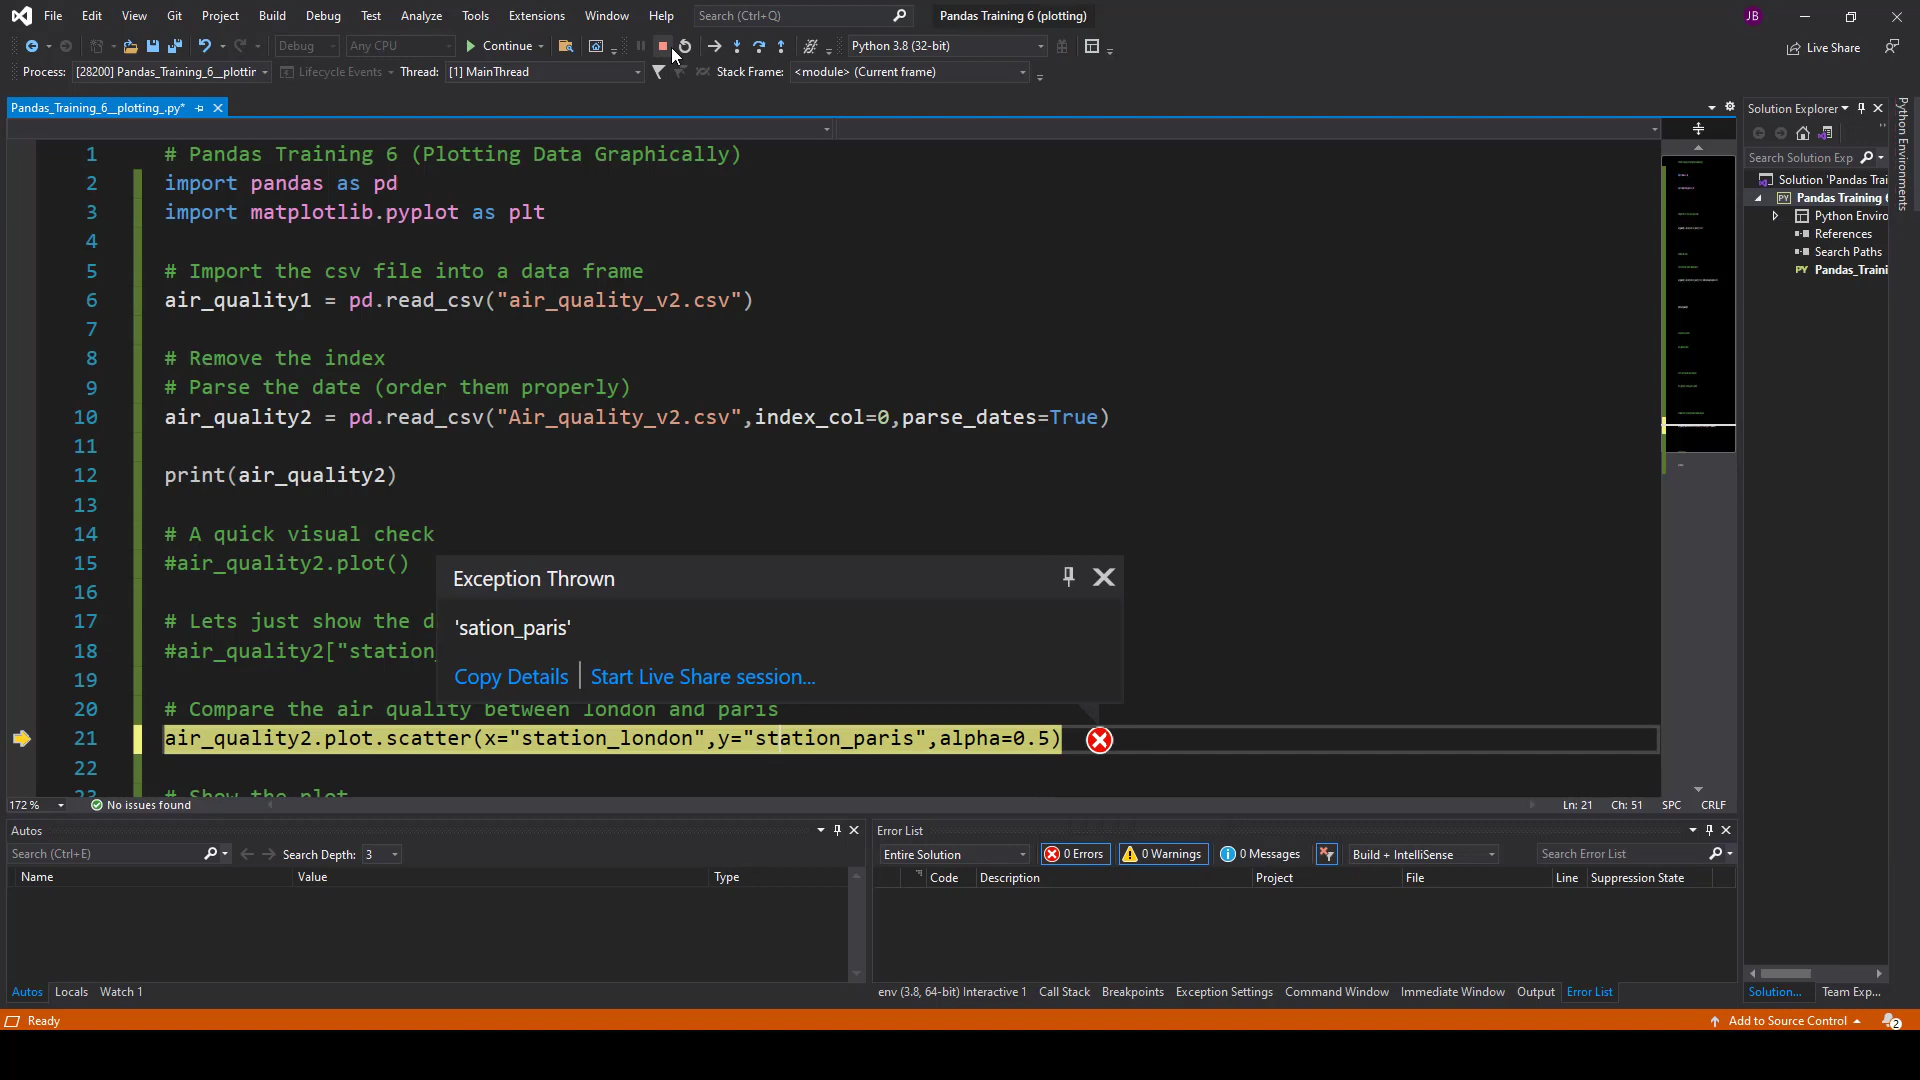 File Edit View Git Project Build Debug Test Analyze Tools Extensions Window Help Search (Ctrl+Q) Pandas Training 6 (plotting) JB
Debug Any CPU Continue Python 3.8 (32-bit) Live Share
Process: [28200] Pandas_Training_6__plottin Lifecycle Events Thread: [1] MainThread Stack Frame: <module> (Current frame)
Pandas_Training_6__plotting_.py*
1 # Pandas Training 6 (Plotting Data Graphically)
2 import pandas as pd
3 import matplotlib.pyplot as plt
4
5 # Import the csv file into a data frame
6 air_quality1 = pd.read_csv("air_quality_v2.csv")
7
8 # Remove the index
9 # Parse the date (order them properly)
10 air_quality2 = pd.read_csv("Air_quality_v2.csv",index_col=0,parse_dates=True)
11
12 print(air_quality2)
13
14 # A quick visual check
15 #air_quality2.plot()
16
17 # Lets just show the d
18 #air_quality2["station_
19
20 # Compare the air quality between london and paris
21 air_quality2.plot.scatter(x="station_london",y="station_paris",alpha=0.5)
22
23 # Show the plot
Exception Thrown
'sation_paris'
Copy Details Start Live Share session...
172 % No issues found Ln: 21 Ch: 51 SPC CRLF
Solution Explorer
Search Solution Exp
Solution 'Pandas Trai
Pandas Training 6
Python Enviro
References
Search Paths
Pandas_Traini
Python Environments
Autos
Search (Ctrl+E) Search Depth: 3
Name Value Type
Autos Locals Watch 1
Error List
Entire Solution 0 Errors 0 Warnings 0 Messages Build + IntelliSense Search Error List
Code Description Project File Line Suppression State
env (3.8, 64-bit) Interactive 1 Call Stack Breakpoints Exception Settings Command Window Immediate Window Output Error List
Solution... Team Exp...
Ready Add to Source Control 2